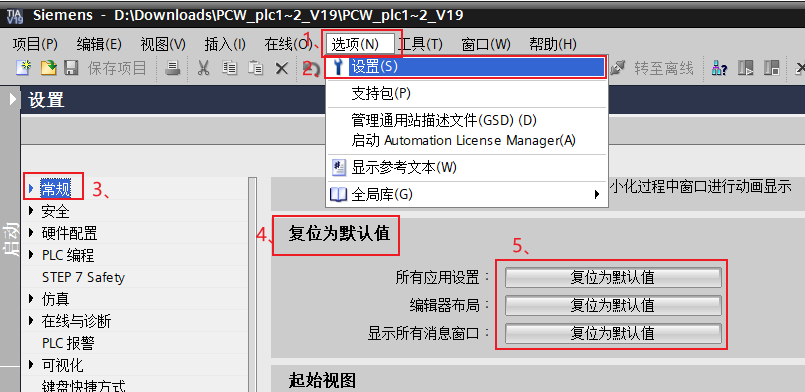 TIA V19 Siemens - D:\Downloads\PCW_plc1~2_V19\PCW_plc1~2_V19
项目(P) 编辑(E) 视图(V) 插入(I) 在线(O) 1、 选项(N) 工具(T) 窗口(W) 帮助(H)
保存项目 2、 设置(S) 转至离线
支持包(P)
管理通用站描述文件(GSD) (D)
启动 Automation License Manager(A)
显示参考文本(W)
全局库(G)
设置
小化过程中窗口进行动画显示
启动
常规 3、
安全
硬件配置
PLC 编程
STEP 7 Safety
仿真
在线与诊断
PLC 报警
可视化
键盘快捷方式
4、 复位为默认值
5、
所有应用设置： 复位为默认值
编辑器布局： 复位为默认值
显示所有消息窗口： 复位为默认值
起始视图